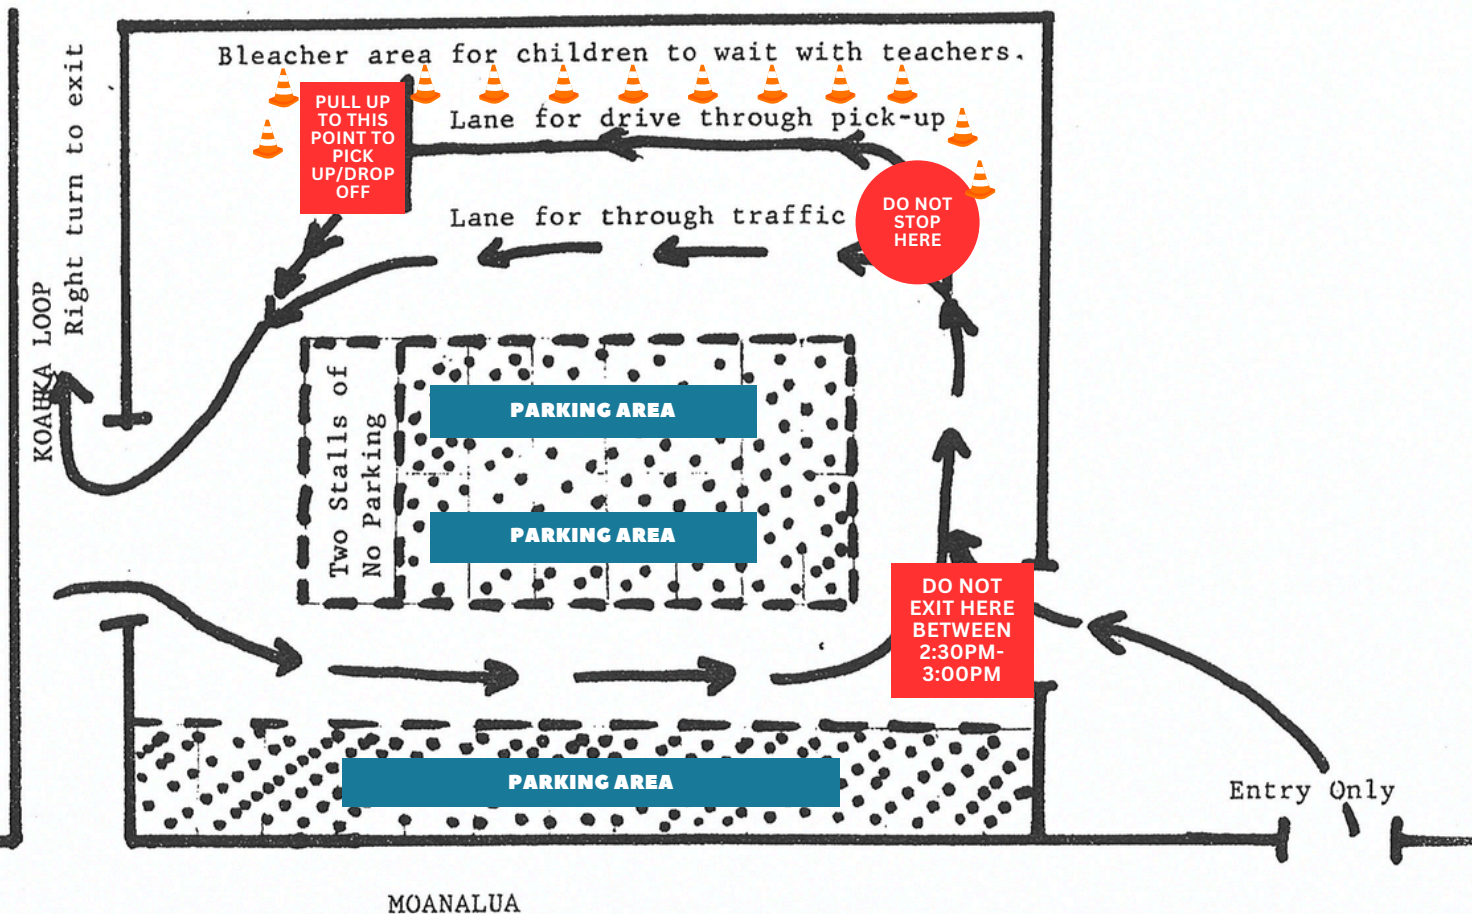 Bleacher area for children to wait with teachers.
PULL UP
TO THIS
POINT TO
PICK
UP/DROP
OFF
Lane for drive through pick-up
Lane for through traffic
DO NOT
STOP
HERE
Right turn to exit
KOAUKA LOOP
Two Stalls of
No Parking
PARKING AREA
PARKING AREA
DO NOT
EXIT HERE
BETWEEN
2:30PM-
3:00PM
PARKING AREA
Entry Only
MOANALUA